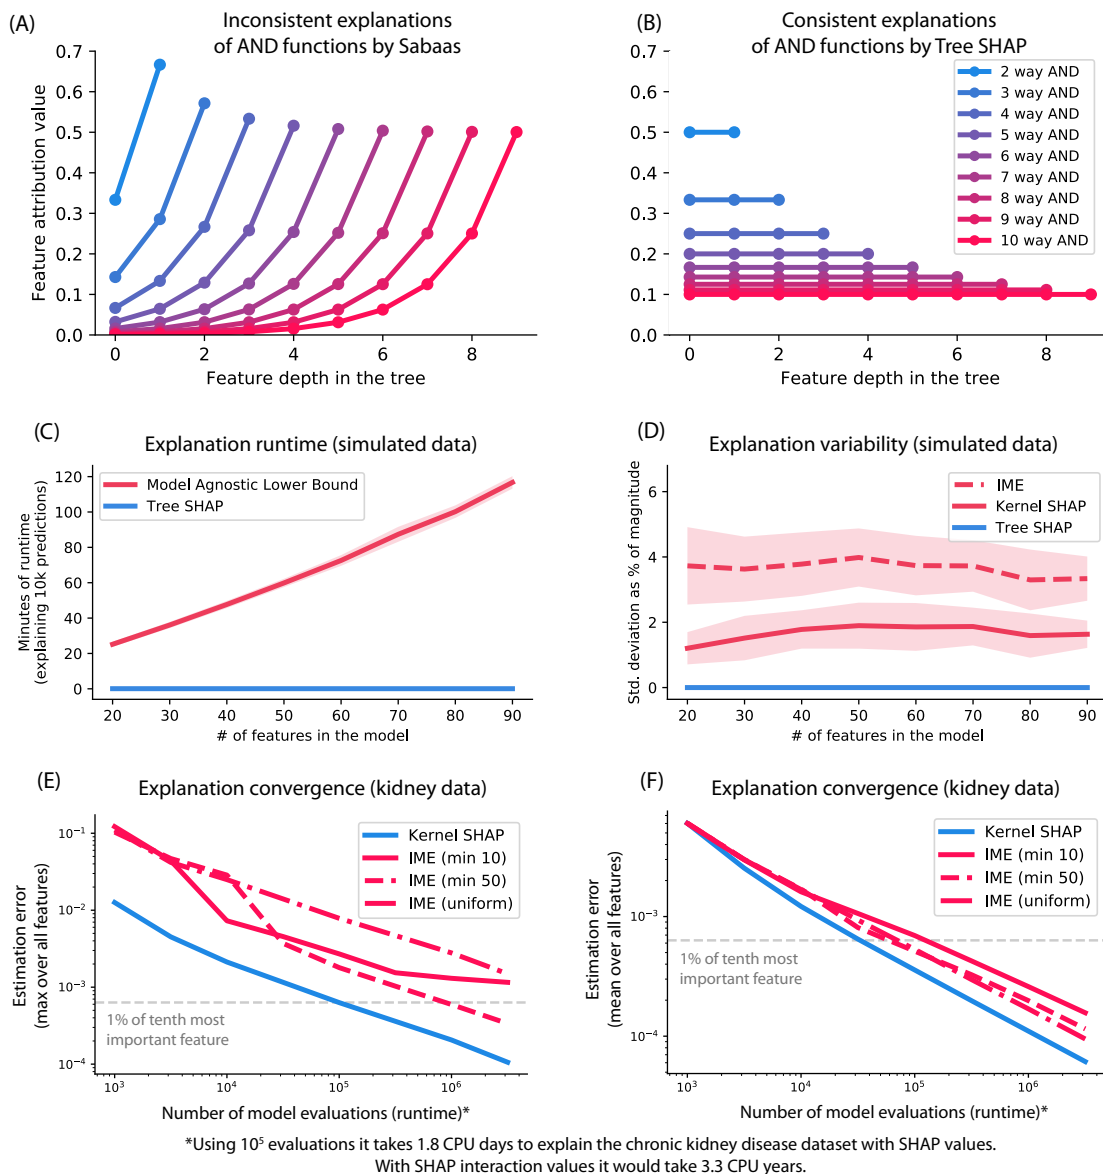 (A)
Inconsistent explanations
of AND functions by Sabaas
0.7
0.6
0.5
0.4
0.3
0.2
0.1
0.0
Feature attribution value
0 2 4 6 8
Feature depth in the tree
(B)
Consistent explanations
of AND functions by Tree SHAP
0.7
0.6
0.5
0.4
0.3
0.2
0.1
0.0
2 way AND
3 way AND
4 way AND
5 way AND
6 way AND
7 way AND
8 way AND
9 way AND
10 way AND
0 2 4 6 8
Feature depth in the tree
(C)
Explanation runtime (simulated data)
120
100
80
60
40
20
0
Minutes of runtime
(explaining 10k predictions)
Model Agnostic Lower Bound
Tree SHAP
20 30 40 50 60 70 80 90
# of features in the model
(D)
Explanation variability (simulated data)
6
4
2
0
Std. deviation as % of magnitude
IME
Kernel SHAP
Tree SHAP
20 30 40 50 60 70 80 90
# of features in the model
(E)
Explanation convergence (kidney data)
10⁻¹
10⁻²
10⁻³
10⁻⁴
Estimation error
(max over all features)
Kernel SHAP
IME (min 10)
IME (min 50)
IME (uniform)
1% of tenth most
important feature
10³ 10⁴ 10⁵ 10⁶
Number of model evaluations (runtime)*
(F)
Explanation convergence (kidney data)
10⁻³
10⁻⁴
Estimation error
(mean over all features)
Kernel SHAP
IME (min 10)
IME (min 50)
IME (uniform)
1% of tenth most
important feature
10³ 10⁴ 10⁵ 10⁶
Number of model evaluations (runtime)*
*Using 10⁵ evaluations it takes 1.8 CPU days to explain the chronic kidney disease dataset with SHAP values.
With SHAP interaction values it would take 3.3 CPU years.